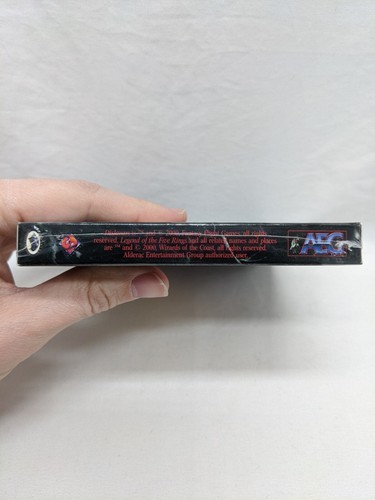 all rights
reserved. Legend of the Five Rings and all related names and places
are ™ and © 2000, Wizards of the Coast, all rights reserved.
Alderac Entertainment Group authorized user.
AEG